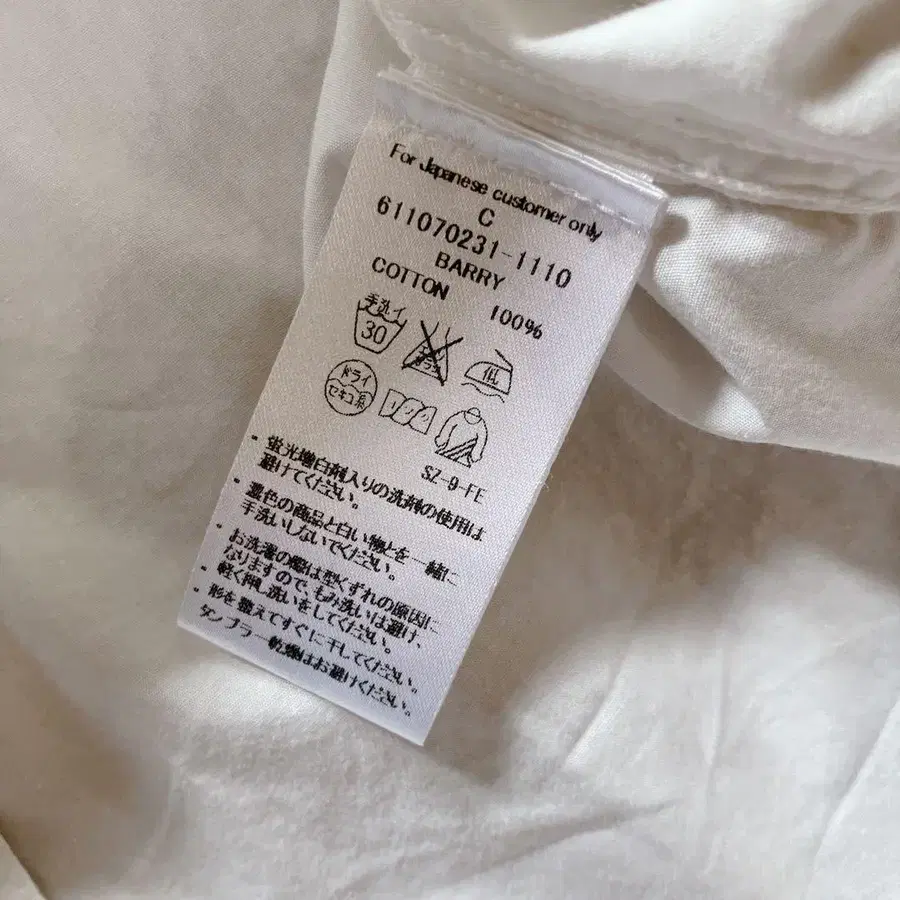 For Japanese customer only
C
611070231-1110
BARRY
COTTON 100%
手洗イ
30
エンソ
サラシ
低
ドライ
セキユ系
SZ-9-FE
・蛍光増白剤入りの洗剤の使用は
避けてください。
・濃色の商品と白い物とを一緒に
手洗いしないでください。
・お洗濯の際は型くずれの原因に
なりますので、もみ洗いは避け、
軽く押し洗いをしてください。
・形を整えてすぐに干してください。
タンブラー乾燥はお避けください。